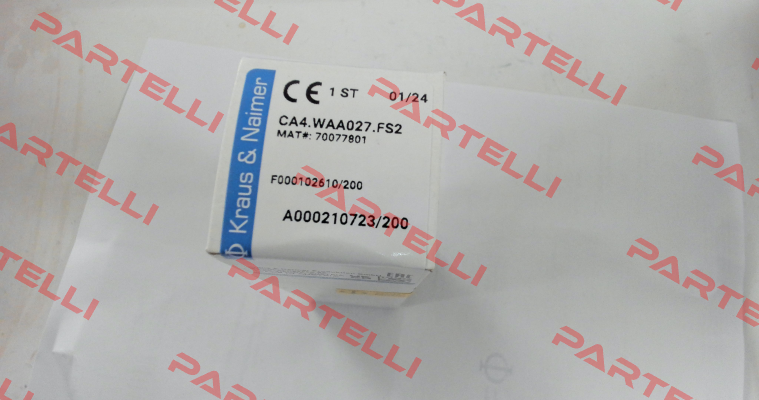 CE 1 ST 01/24
CA4.WAA027.FS2
MAT#: 70077801
F000102610/200
A000210723/200
Kraus & Naimer
PARTELLI
PARTELLI
PARTELLI
PARTELLI
PARTELLI
PARTELLI
PARTELLI
PARTELLI
PARTELLI
PARTELLI